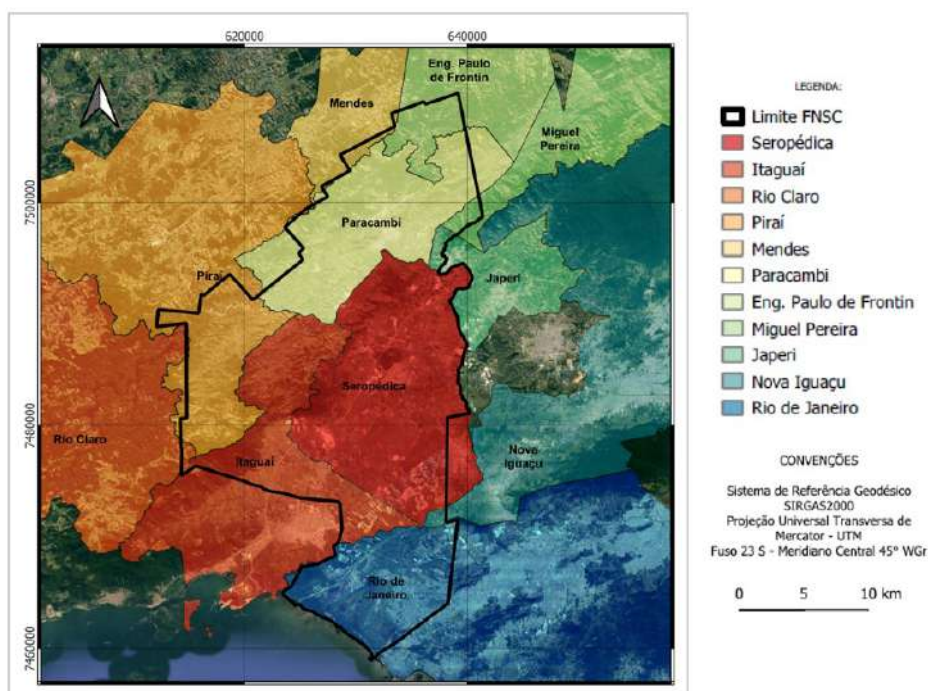 620000
640000
Eng. Paulo
de Frontin
Mendes
Miguel
Pereira
7500000
Paracambi
Piraí
Japeri
Seropédica
7480000
Rio Claro
Itaguaí
Nova
Iguaçu
Rio de
Janeiro
7460000
LEGENDA:
Limite FNSC
Seropédica
Itaguaí
Rio Claro
Piraí
Mendes
Paracambi
Eng. Paulo de Frontin
Miguel Pereira
Japeri
Nova Iguaçu
Rio de Janeiro
CONVENÇÕES
Sistema de Referência Geodésico
SIRGAS2000
Projeção Universal Transversa de
Mercator - UTM
Fuso 23 S - Meridiano Central 45° WGr
0 5 10 km